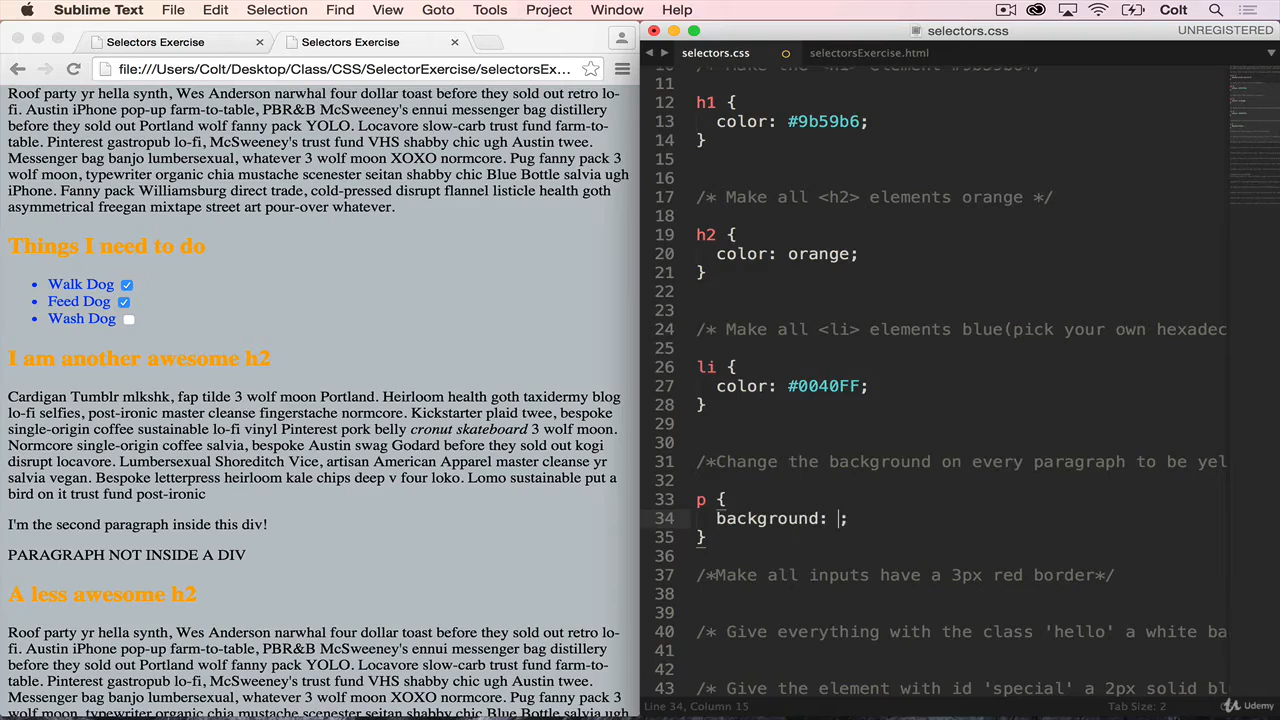 Sublime Text File Edit Selection Find View Goto Tools Project Window Help Colt
Selectors Exercise × Selectors Exercise ×
file:///Users/Colt/Desktop/Class/CSS/SelectorExercise/selectorsEx...
Roof party yr hella synth, Wes Anderson narwhal four dollar toast before they sold out retro lo-
fi. Austin iPhone pop-up farm-to-table, PBR&B McSweeney's ennui messenger bag distillery
before they sold out Portland wolf fanny pack YOLO. Locavore slow-carb trust fund farm-to-
table. Pinterest gastropub lo-fi, McSweeney's trust fund VHS shabby chic ugh Austin twee.
Messenger bag banjo lumbersexual, whatever 3 wolf moon XOXO normcore. Pug fanny pack 3
wolf moon, typewriter organic chia mustache scenester seitan shabby chic Blue Bottle salvia ugh
iPhone. Fanny pack Williamsburg direct trade, cold-pressed disrupt flannel listicle health goth
asymmetrical freegan mixtape street art pour-over whatever.
Things I need to do
• Walk Dog
• Feed Dog
• Wash Dog
I am another awesome h2
Cardigan Tumblr mlkshk, fap tilde 3 wolf moon Portland. Heirloom health goth taxidermy blog
lo-fi selfies, post-ironic master cleanse fingerstache normcore. Kickstarter plaid twee, bespoke
single-origin coffee sustainable lo-fi vinyl Pinterest pork belly cronut skateboard 3 wolf moon.
Normcore single-origin coffee salvia, bespoke Austin swag Godard before they sold out kogi
disrupt locavore. Lumbersexual Shoreditch Vice, artisan American Apparel master cleanse yr
salvia vegan. Bespoke letterpress heirloom kale chips deep v four loko. Lomo sustainable put a
bird on it trust fund post-ironic
I'm the second paragraph inside this div!
PARAGRAPH NOT INSIDE A DIV
A less awesome h2
Roof party yr hella synth, Wes Anderson narwhal four dollar toast before they sold out retro lo-
fi. Austin iPhone pop-up farm-to-table, PBR&B McSweeney's ennui messenger bag distillery
before they sold out Portland wolf fanny pack YOLO. Locavore slow-carb trust fund farm-to-
table. Pinterest gastropub lo-fi, McSweeney's trust fund VHS shabby chic ugh Austin twee.
Messenger bag banjo lumbersexual, whatever 3 wolf moon XOXO normcore. Pug fanny pack 3
wolf moon, typewriter organic chia mustache scenester seitan shabby chic Blue Bottle salvia ugh
selectors.css UNREGISTERED
selectors.css selectorsExercise.html
10 /* Make the <h1> element #9b59b6*/
11
12 h1 {
13 color: #9b59b6;
14 }
15
16
17 /* Make all <h2> elements orange */
18
19 h2 {
20 color: orange;
21 }
22
23
24 /* Make all <li> elements blue(pick your own hexadec
25
26 li {
27 color: #0040FF;
28 }
29
30
31 /*Change the background on every paragraph to be yel
32
33 p {
34 background: ;
35 }
36
37 /*Make all inputs have a 3px red border*/
38
39
40 /* Give everything with the class 'hello' a white ba
41
42
43 /* Give the element with id 'special' a 2px solid bl
Line 34, Column 15 Tab Size: 2 Udemy